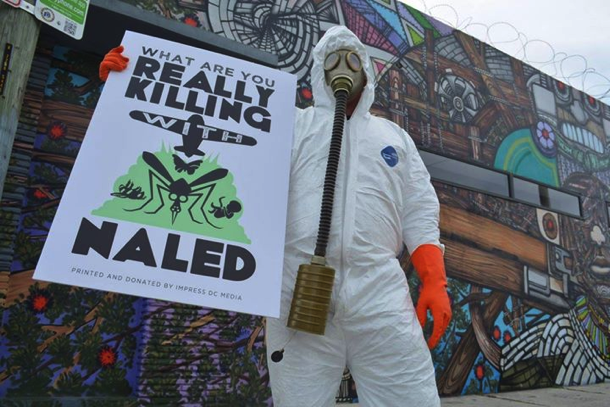 WHAT ARE YOU
REALLY
KILLING
WITH
NALED
PRINTED AND DONATED BY IMPRESS DC MEDIA